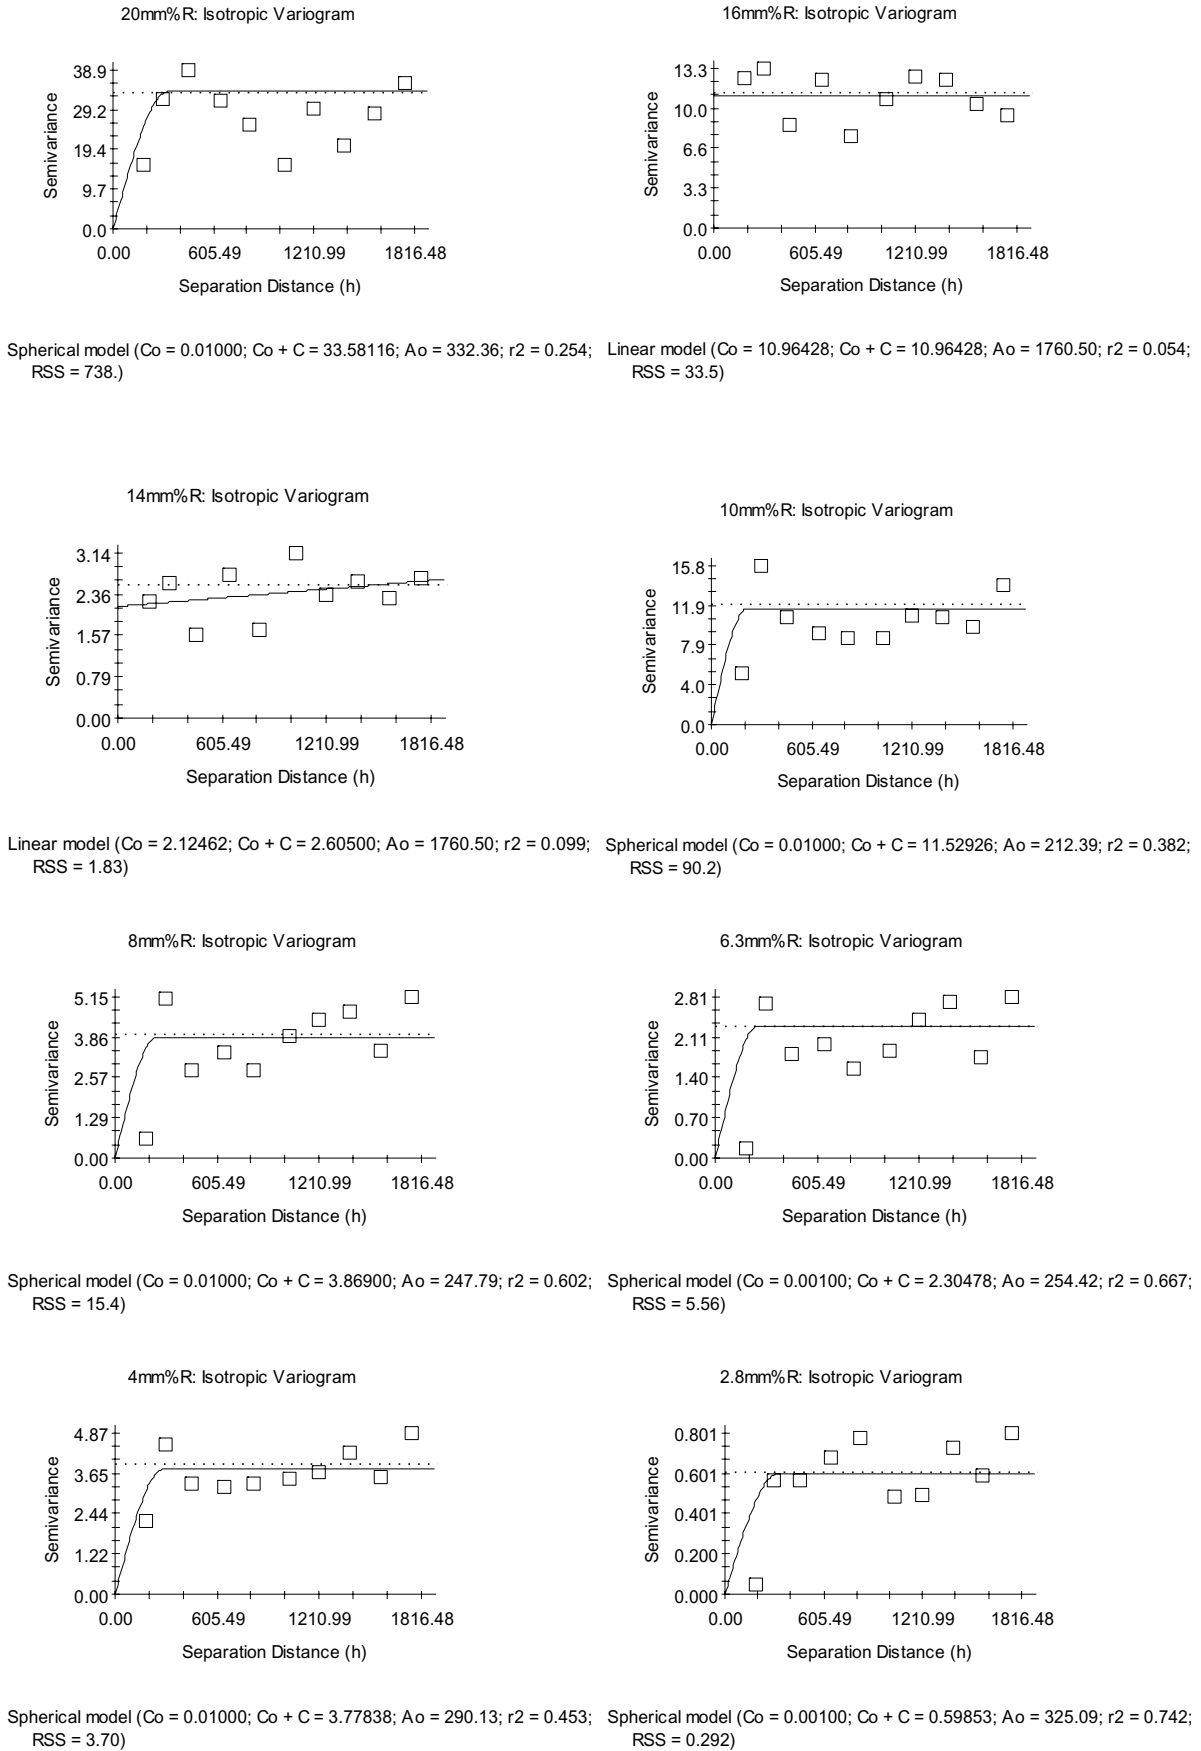 20mm%R: Isotropic Variogram
38.9
29.2
19.4
9.7
0.0
Semivariance
0.00 605.49 1210.99 1816.48
Separation Distance (h)
Spherical model (Co = 0.01000; Co + C = 33.58116; Ao = 332.36; r2 = 0.254;
RSS = 738.)
16mm%R: Isotropic Variogram
13.3
10.0
6.6
3.3
0.0
Semivariance
0.00 605.49 1210.99 1816.48
Separation Distance (h)
Linear model (Co = 10.96428; Co + C = 10.96428; Ao = 1760.50; r2 = 0.054;
RSS = 33.5)
14mm%R: Isotropic Variogram
3.14
2.36
1.57
0.79
0.00
Semivariance
0.00 605.49 1210.99 1816.48
Separation Distance (h)
Linear model (Co = 2.12462; Co + C = 2.60500; Ao = 1760.50; r2 = 0.099;
RSS = 1.83)
10mm%R: Isotropic Variogram
15.8
11.9
7.9
4.0
0.0
Semivariance
0.00 605.49 1210.99 1816.48
Separation Distance (h)
Spherical model (Co = 0.01000; Co + C = 11.52926; Ao = 212.39; r2 = 0.382;
RSS = 90.2)
8mm%R: Isotropic Variogram
5.15
3.86
2.57
1.29
0.00
Semivariance
0.00 605.49 1210.99 1816.48
Separation Distance (h)
Spherical model (Co = 0.01000; Co + C = 3.86900; Ao = 247.79; r2 = 0.602;
RSS = 15.4)
6.3mm%R: Isotropic Variogram
2.81
2.11
1.40
0.70
0.00
Semivariance
0.00 605.49 1210.99 1816.48
Separation Distance (h)
Spherical model (Co = 0.00100; Co + C = 2.30478; Ao = 254.42; r2 = 0.667;
RSS = 5.56)
4mm%R: Isotropic Variogram
4.87
3.65
2.44
1.22
0.00
Semivariance
0.00 605.49 1210.99 1816.48
Separation Distance (h)
Spherical model (Co = 0.01000; Co + C = 3.77838; Ao = 290.13; r2 = 0.453;
RSS = 3.70)
2.8mm%R: Isotropic Variogram
0.801
0.601
0.401
0.200
0.000
Semivariance
0.00 605.49 1210.99 1816.48
Separation Distance (h)
Spherical model (Co = 0.00100; Co + C = 0.59853; Ao = 325.09; r2 = 0.742;
RSS = 0.292)